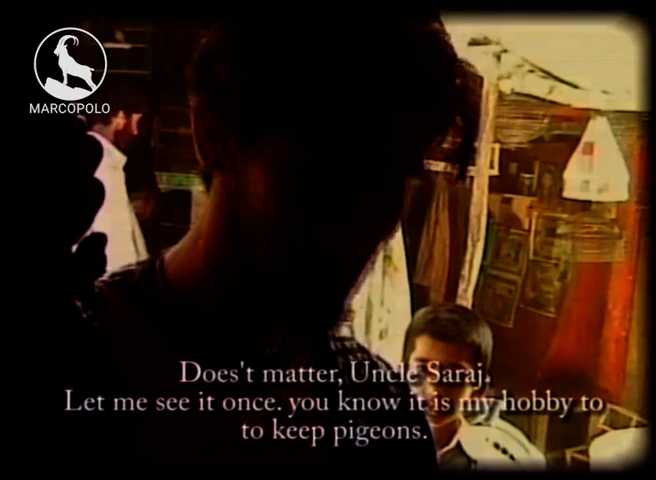 MARCOPOLO
Does't matter, Uncle Saraj.
Let me see it once. you know it is my hobby to
to keep pigeons.